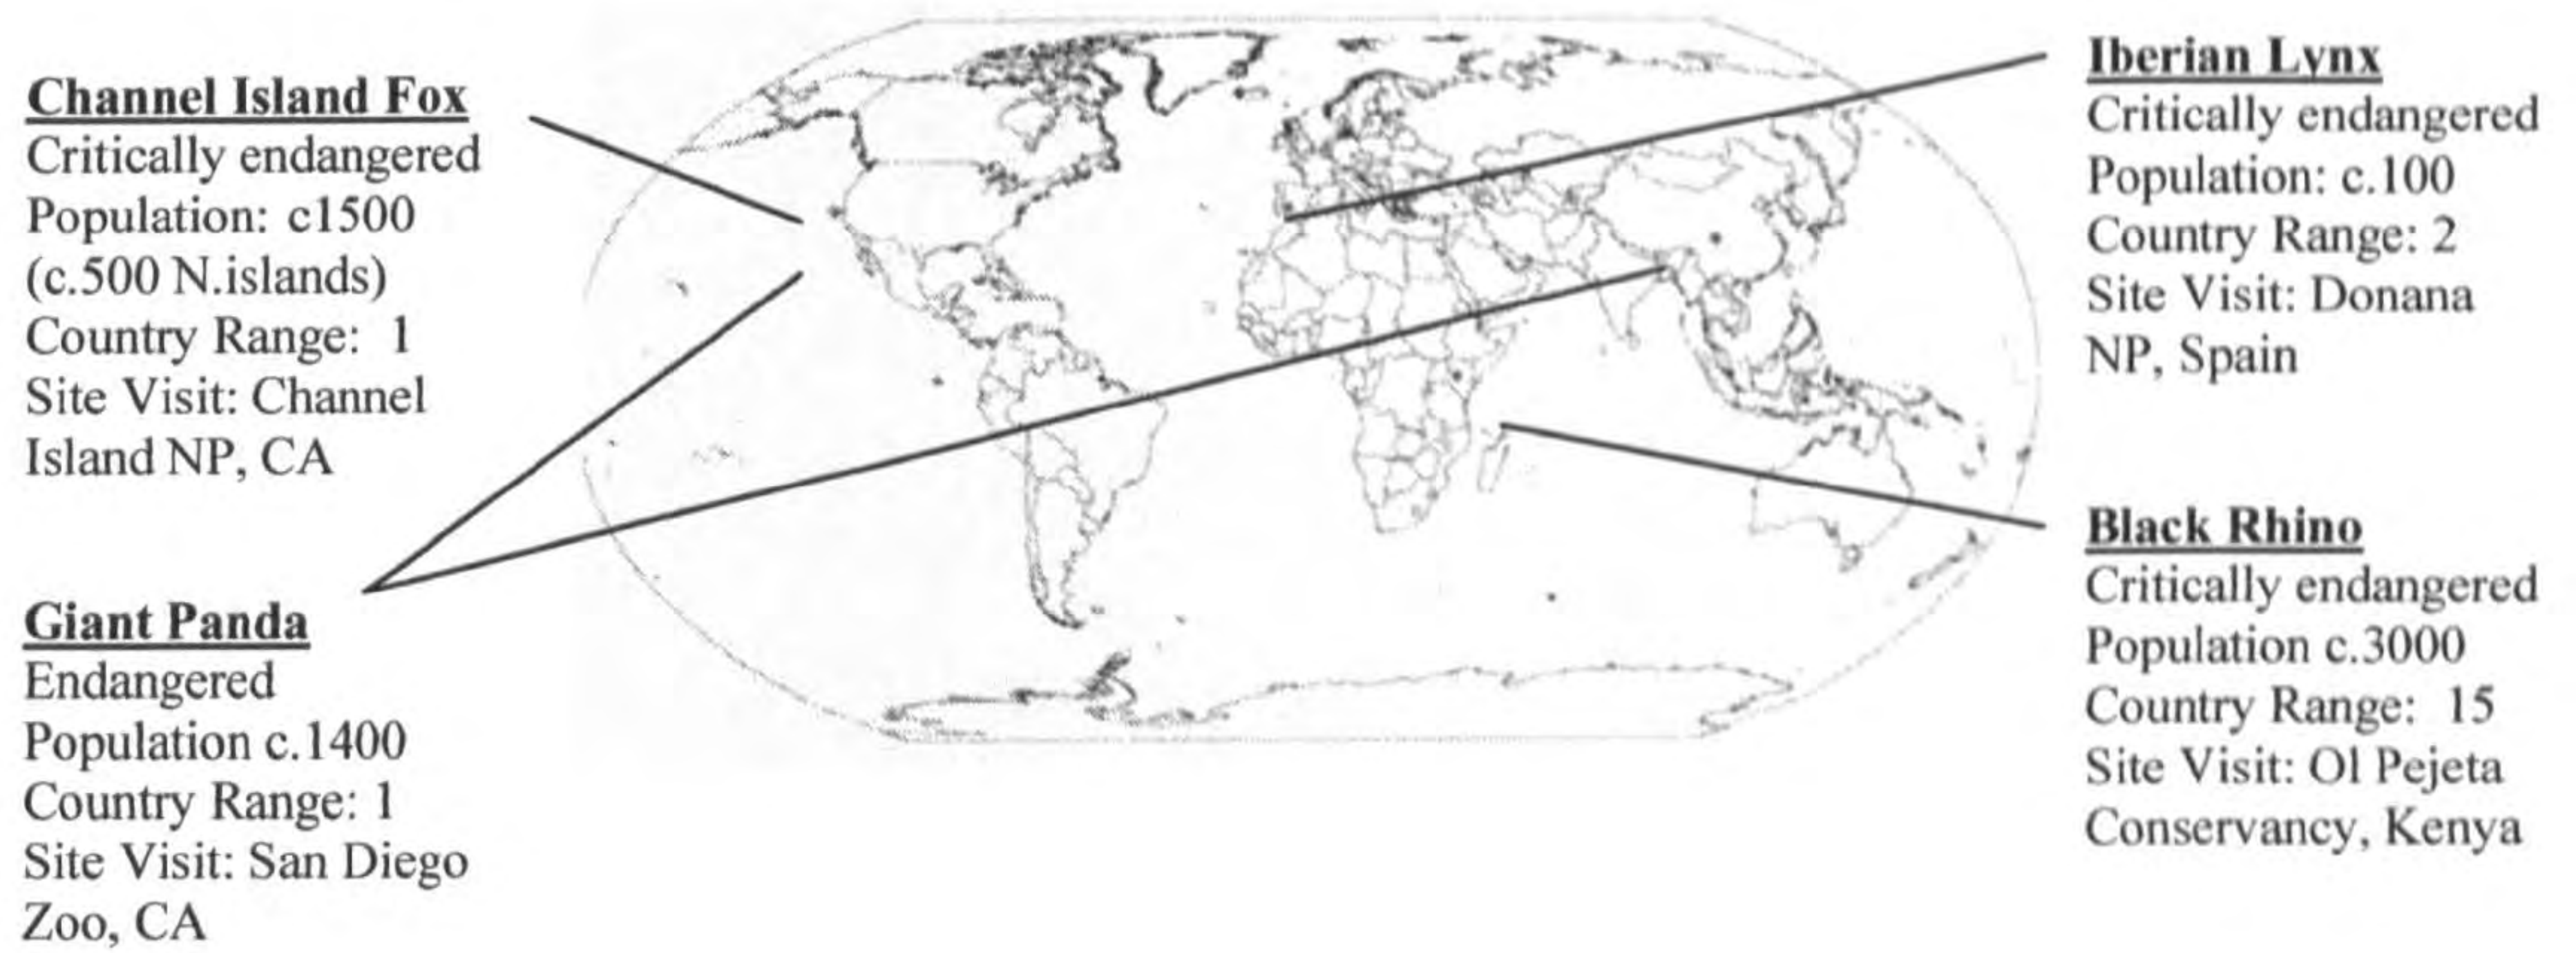 Channel Island Fox
Critically endangered
Population: c1500
(c.500 N.islands)
Country Range: 1
Site Visit: Channel
Island NP, CA
Giant Panda
Endangered
Population c.1400
Country Range: 1
Site Visit: San Diego
Zoo, CA
Iberian Lynx
Critically endangered
Population: c.100
Country Range: 2
Site Visit: Donana
NP, Spain
Black Rhino
Critically endangered
Population c.3000
Country Range: 15
Site Visit: Ol Pejeta
Conservancy, Kenya